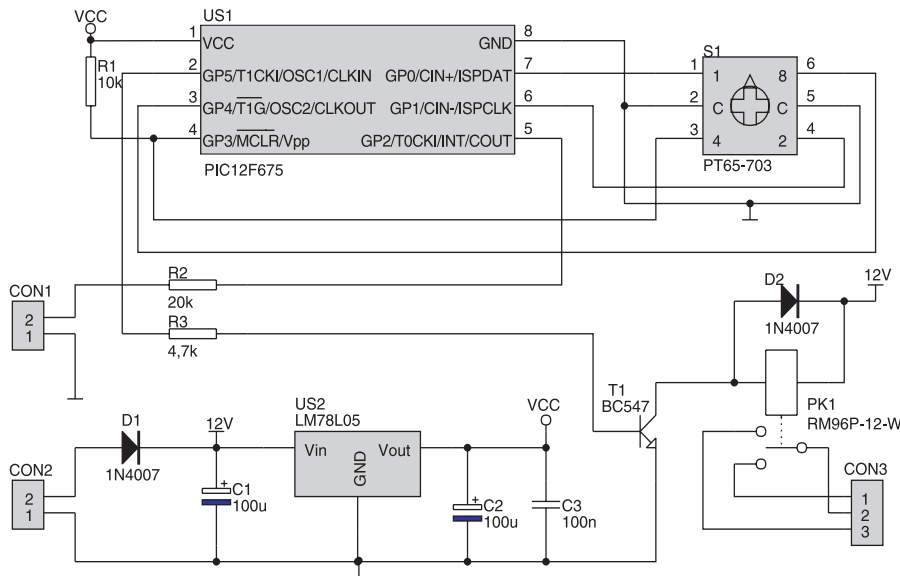 VCC
US1
PIC12F675
1
2
3
4
VCC
GP5/T1CKI/OSC1/CLKIN
GP4/T1G/OSC2/CLKOUT
GP3/MCLR/Vpp
GND
GP0/CIN+/ISPDAT
GP1/CIN-/ISPCLK
GP2/T0CKI/INT/COUT
8
7
6
5
R1
10k
S1
1
2
3
1
C
4
8
C
2
6
5
4
PT65-703
R2
20k
R3
4,7k
CON1
2
1
D2
1N4007
12V
T1
BC547
PK1
RM96P-12-W
CON3
1
2
3
D1
1N4007
12V
US2
LM78L05
Vin
Vout
GND
VCC
CON2
2
1
+
C1
100u
+
C2
100u
C3
100n